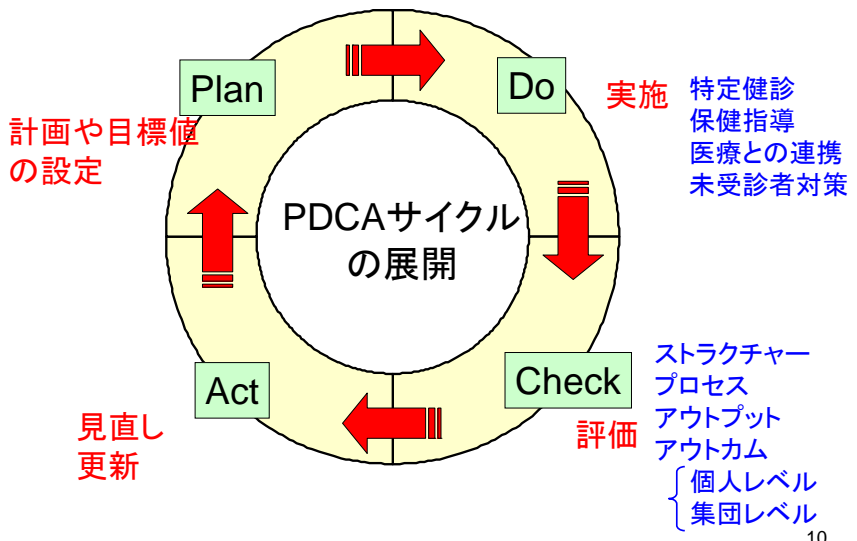 Plan
計画や目標値
の設定
Do
実施
特定健診
保健指導
医療との連携
未受診者対策
PDCAサイクル
の展開
Act
見直し
更新
Check
評価
ストラクチャー
プロセス
アウトプット
アウトカム
個人レベル
集団レベル
10